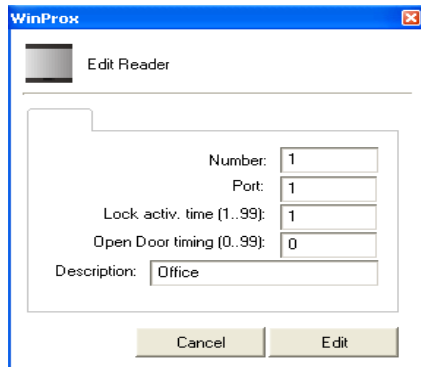 WinProx
Edit Reader
Number: 1
Port: 1
Lock activ. time (1..99): 1
Open Door timing (0..99): 0
Description: Office
Cancel Edit